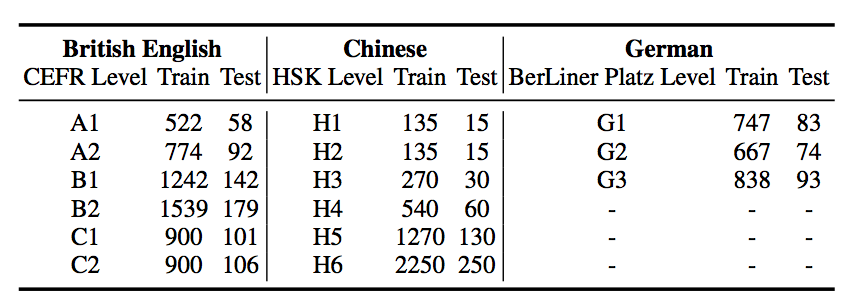 British English Chinese German
CEFR Level Train Test HSK Level Train Test BerLiner Platz Level Train Test
A1 522 58 H1 135 15 G1 747 83
A2 774 92 H2 135 15 G2 667 74
B1 1242 142 H3 270 30 G3 838 93
B2 1539 179 H4 540 60 - - -
C1 900 101 H5 1270 130 - - -
C2 900 106 H6 2250 250 - - -